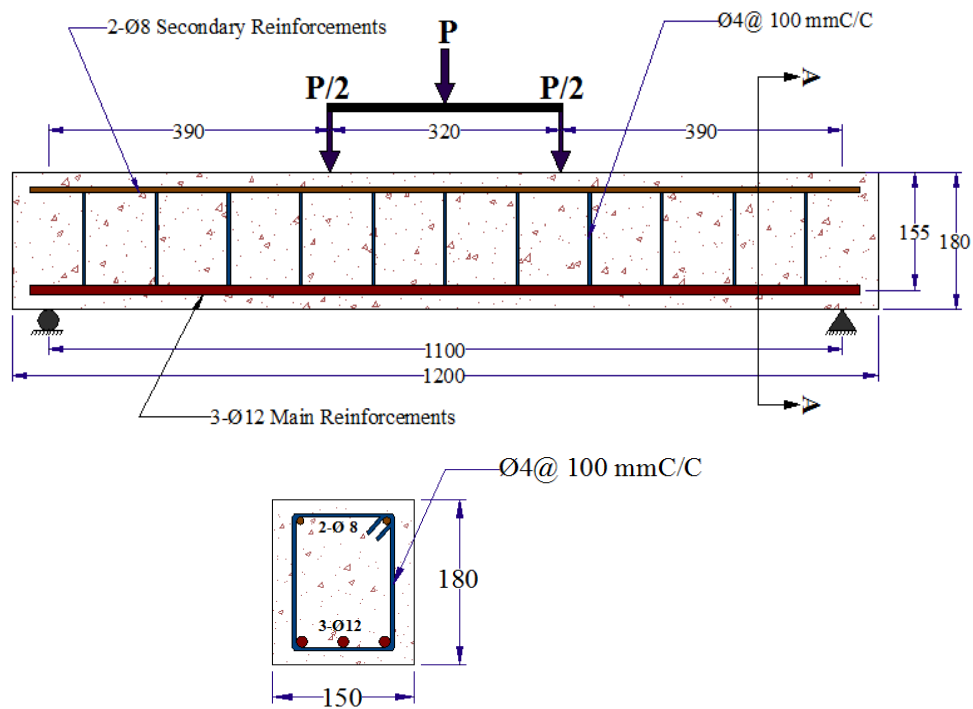 2-Ø8 Secondary Reinforcements
Ø4@ 100 mmC/C
P
P/2
P/2
A
390
320
390
155
180
1100
1200
A
3-Ø12 Main Reinforcements
Ø4@ 100 mmC/C
2-Ø 8
180
3-Ø12
150